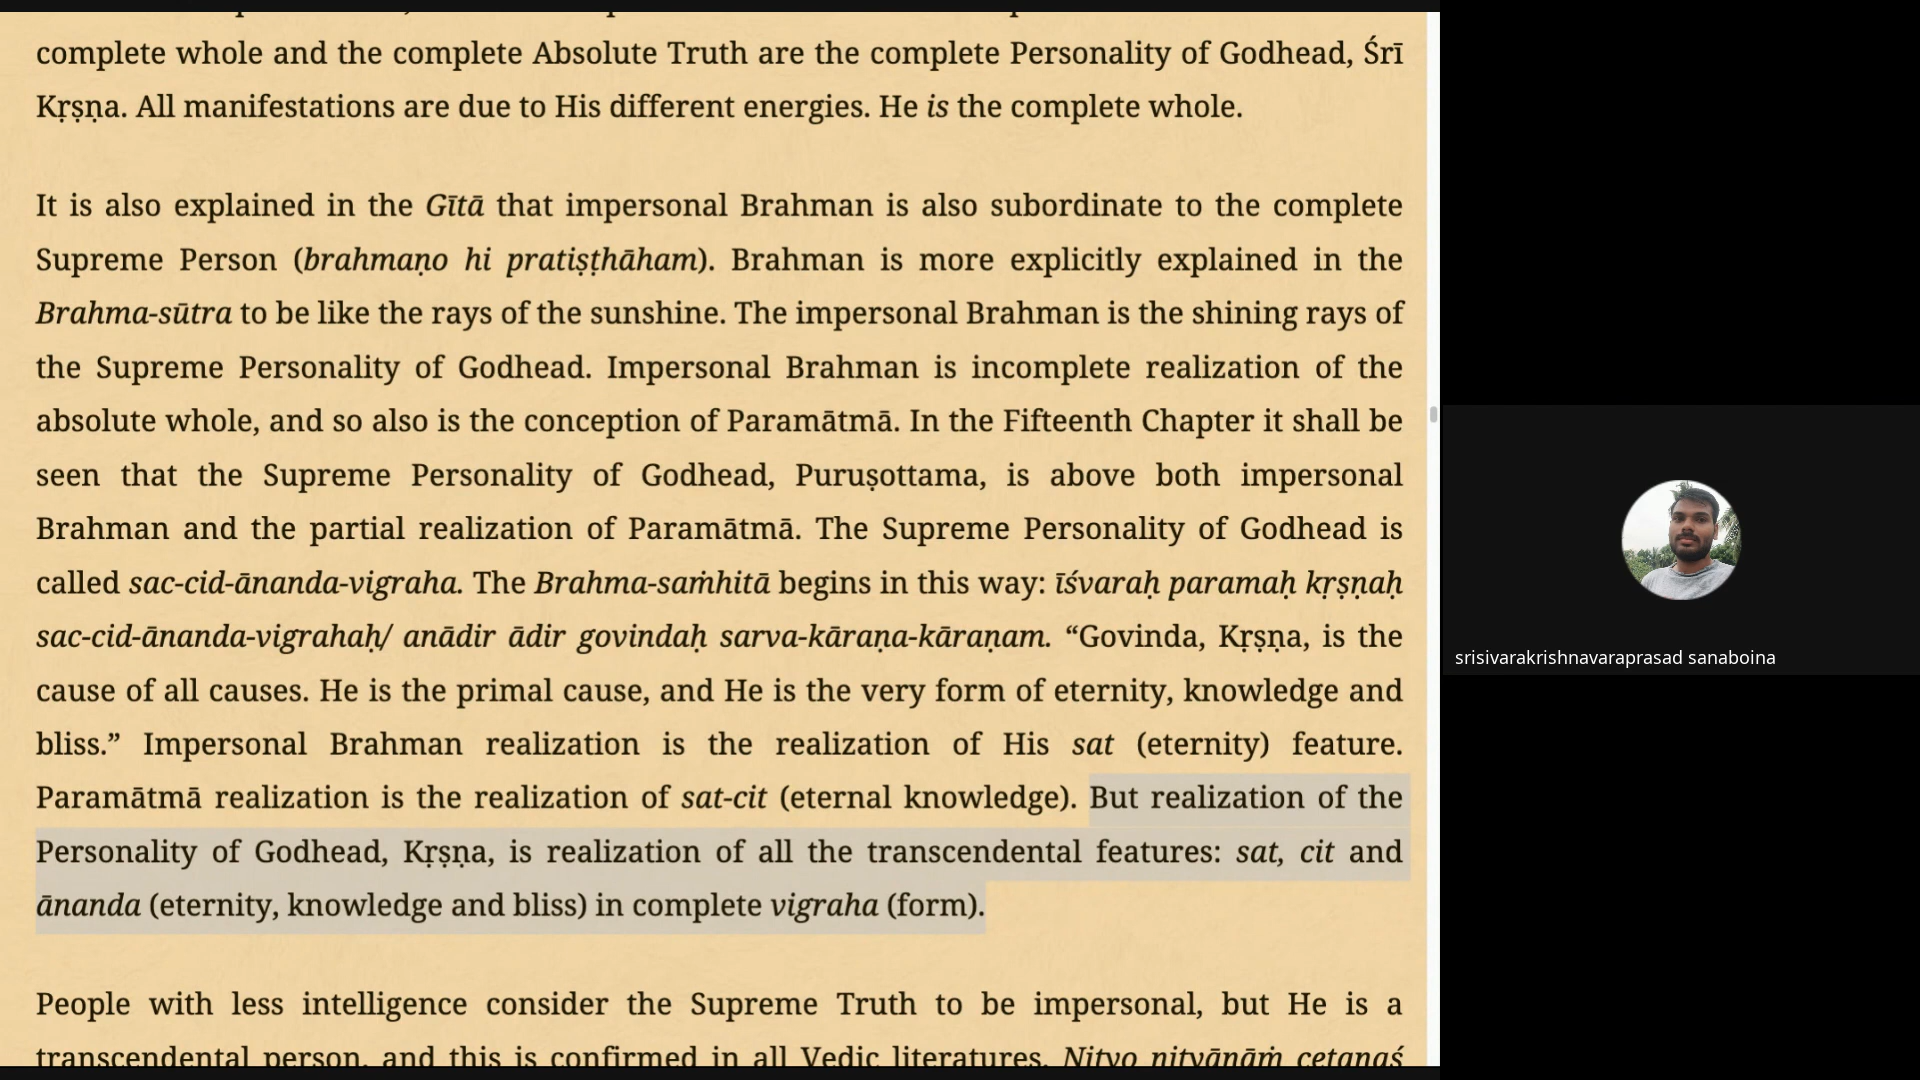 complete whole and the complete Absolute Truth are the complete Personality of Godhead, Śrī
Kṛṣṇa. All manifestations are due to His different energies. He is the complete whole.
It is also explained in the Gītā that impersonal Brahman is also subordinate to the complete
Supreme Person (brahmaṇo hi pratiṣṭhāham). Brahman is more explicitly explained in the
Brahma-sūtra to be like the rays of the sunshine. The impersonal Brahman is the shining rays of
the Supreme Personality of Godhead. Impersonal Brahman is incomplete realization of the
absolute whole, and so also is the conception of Paramātmā. In the Fifteenth Chapter it shall be
seen that the Supreme Personality of Godhead, Puruṣottama, is above both impersonal
Brahman and the partial realization of Paramātmā. The Supreme Personality of Godhead is
called sac-cid-ānanda-vigraha. The Brahma-saṁhitā begins in this way: īśvaraḥ paramaḥ kṛṣṇaḥ
sac-cid-ānanda-vigrahaḥ/ anādir ādir govindaḥ sarva-kāraṇa-kāraṇam. “Govinda, Kṛṣṇa, is the
cause of all causes. He is the primal cause, and He is the very form of eternity, knowledge and
bliss.” Impersonal Brahman realization is the realization of His sat (eternity) feature.
Paramātmā realization is the realization of sat-cit (eternal knowledge). But realization of the
Personality of Godhead, Kṛṣṇa, is realization of all the transcendental features: sat, cit and
ānanda (eternity, knowledge and bliss) in complete vigraha (form).
People with less intelligence consider the Supreme Truth to be impersonal, but He is a
transcendental person, and this is confirmed in all Vedic literatures. Nityo nityānāṁ cetanaś
srisivarakrishnavaraprasad sanaboina